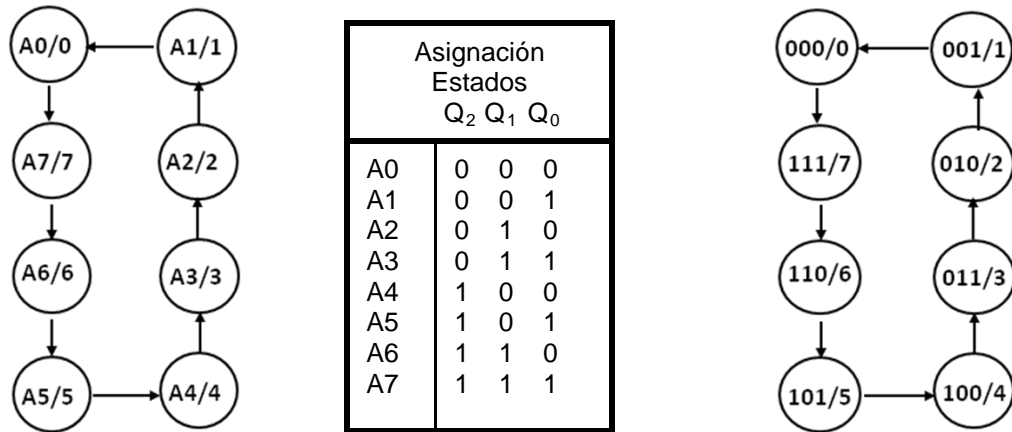 A0/0 A1/1
A7/7 A2/2
A6/6 A3/3
A5/5 A4/4
Asignación
Estados
Q₂ Q₁ Q₀
A0 0 0 0
A1 0 0 1
A2 0 1 0
A3 0 1 1
A4 1 0 0
A5 1 0 1
A6 1 1 0
A7 1 1 1
000/0 001/1
111/7 010/2
110/6 011/3
101/5 100/4